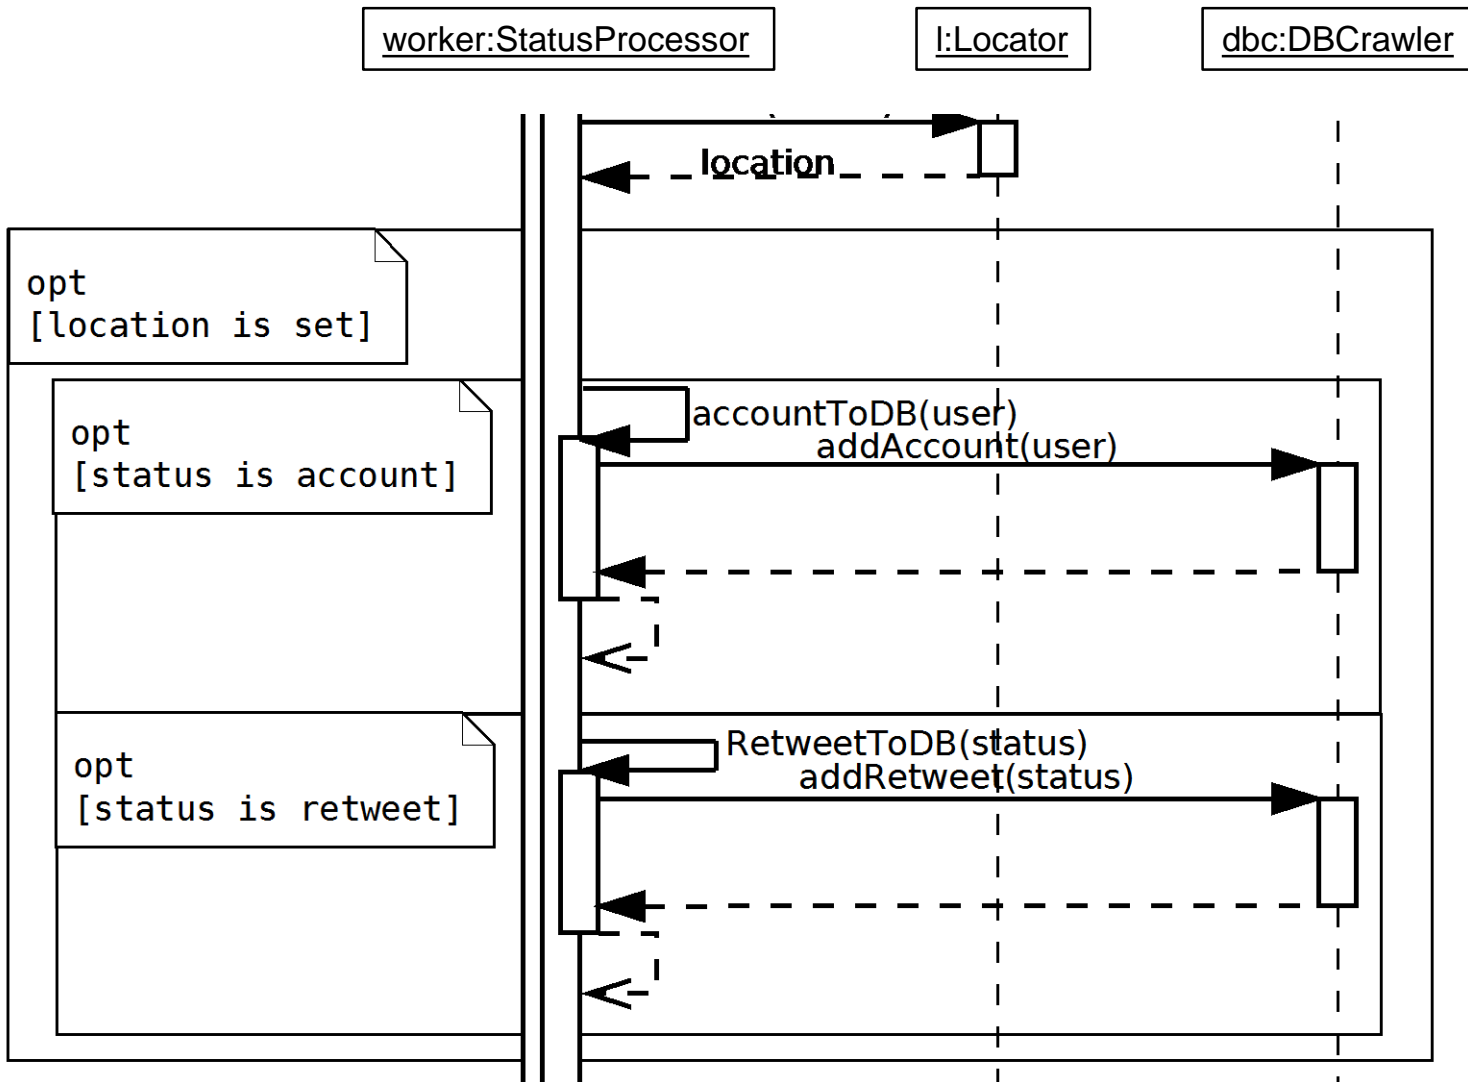 worker:StatusProcessor
l:Locator
dbc:DBCrawler
location
opt
[location is set]
opt
[status is account]
accountToDB(user)
addAccount(user)
opt
[status is retweet]
RetweetToDB(status)
addRetweet(status)